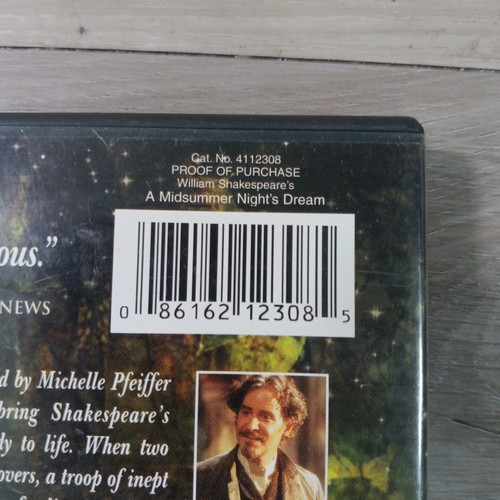 Cat. No. 4112308
PROOF OF PURCHASE
William Shakespeare's
A Midsummer Night's Dream
ous."
NEWS
0 86162 12308 5
d by Michelle Pfeiffer
bring Shakespeare's
dy to life. When two
overs, a troop of inept